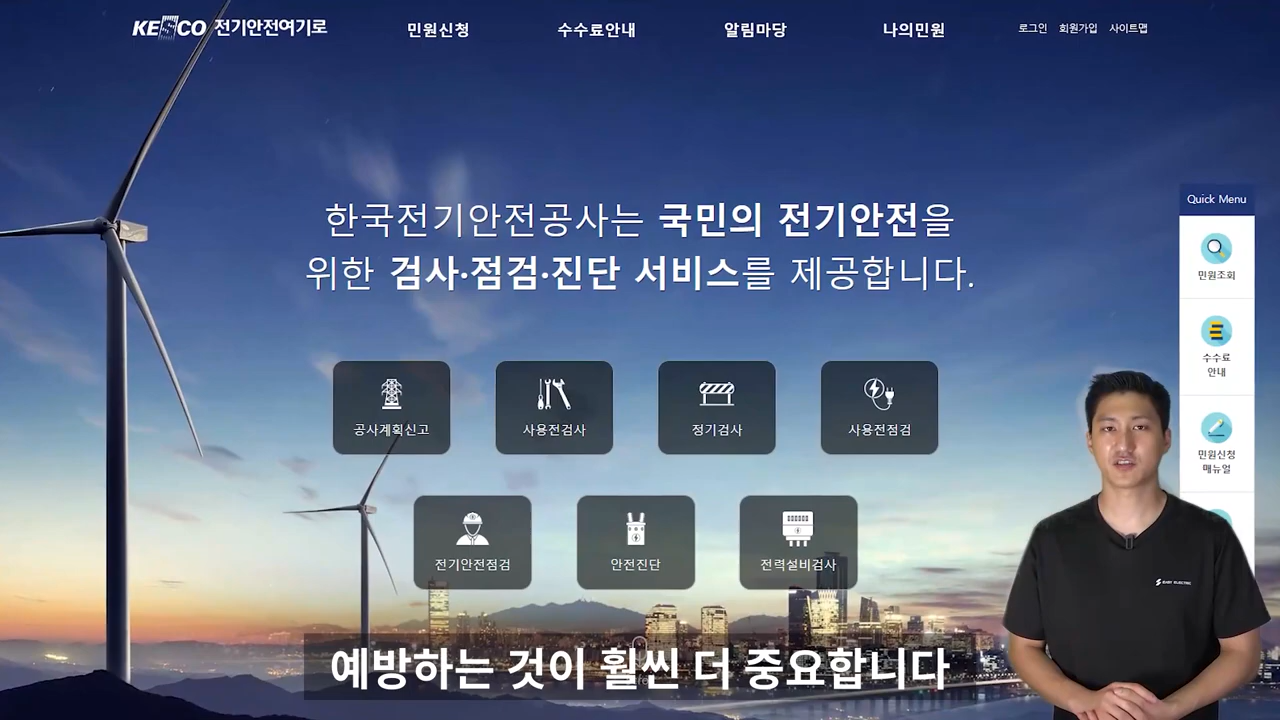 KESCO 전기안전여기로
민원신청
수수료안내
알림마당
나의민원
로그인 회원가입 사이트맵
한국전기안전공사는 국민의 전기안전을
위한 검사·점검·진단 서비스를 제공합니다.
Quick Menu
민원조회
수수료
안내
민원신청
매뉴얼
공사계획신고
사용전검사
정기검사
사용전점검
전기안전점검
안전진단
전력설비검사
EASY ELECTRIC
예방하는 것이 훨씬 더 중요합니다